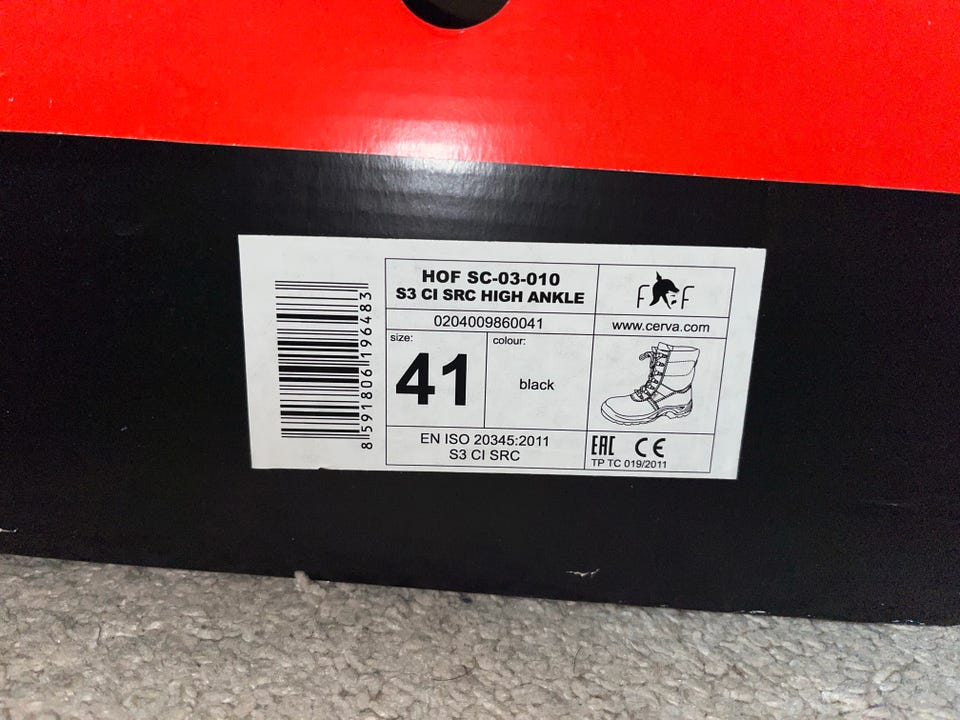 8591806196483
HOF SC-03-010
S3 CI SRC HIGH ANKLE
0204009860041
size:
41
colour:
black
EN ISO 20345:2011
S3 CI SRC
F F
www.cerva.com
EAC CE
TP TC 019/2011